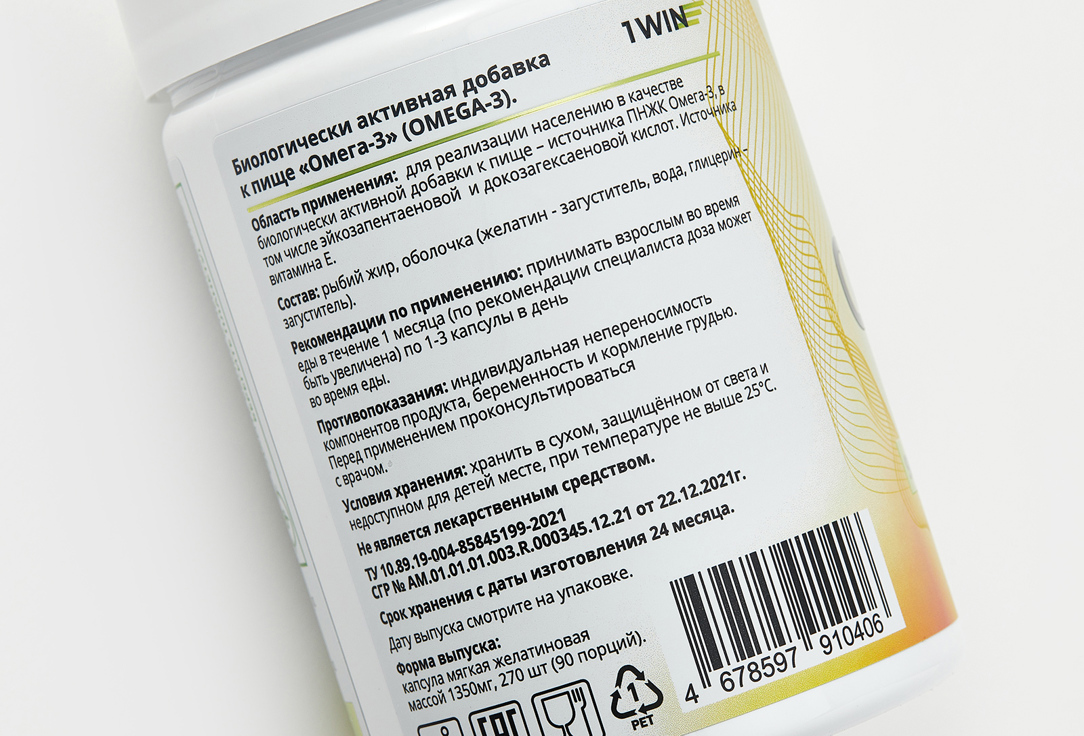 1WIN
Биологически активная добавка
к пище «Омега-3» (OMEGA-3).
Область применения: для реализации населению в качестве
биологически активной добавки к пище – источника ПНЖК Омега-3, в
том числе эйкозапентаеновой и докозагексаеновой кислот. Источника
витамина Е.
Состав: рыбий жир, оболочка (желатин - загуститель, вода, глицерин –
загуститель).
Рекомендации по применению: принимать взрослым во время
еды в течение 1 месяца (по рекомендации специалиста доза может
быть увеличена) по 1-3 капсулы в день
во время еды.
Противопоказания: индивидуальная непереносимость
компонентов продукта, беременность и кормление грудью.
Перед применением проконсультироваться
с врачом.
Условия хранения: хранить в сухом, защищённом от света и
недоступном для детей месте, при температуре не выше 25°С.
Не является лекарственным средством.
ТУ 10.89.19-004-85845199-2021
СГР № AM.01.01.01.003.R.000345.12.21 от 22.12.2021г.
Срок хранения с даты изготовления 24 месяца.
Дату выпуска смотрите на упаковке.
Форма выпуска:
капсула мягкая желатиновая
массой 1350мг, 270 шт (90 порций).
4 678597 910406
EAC
1
PET